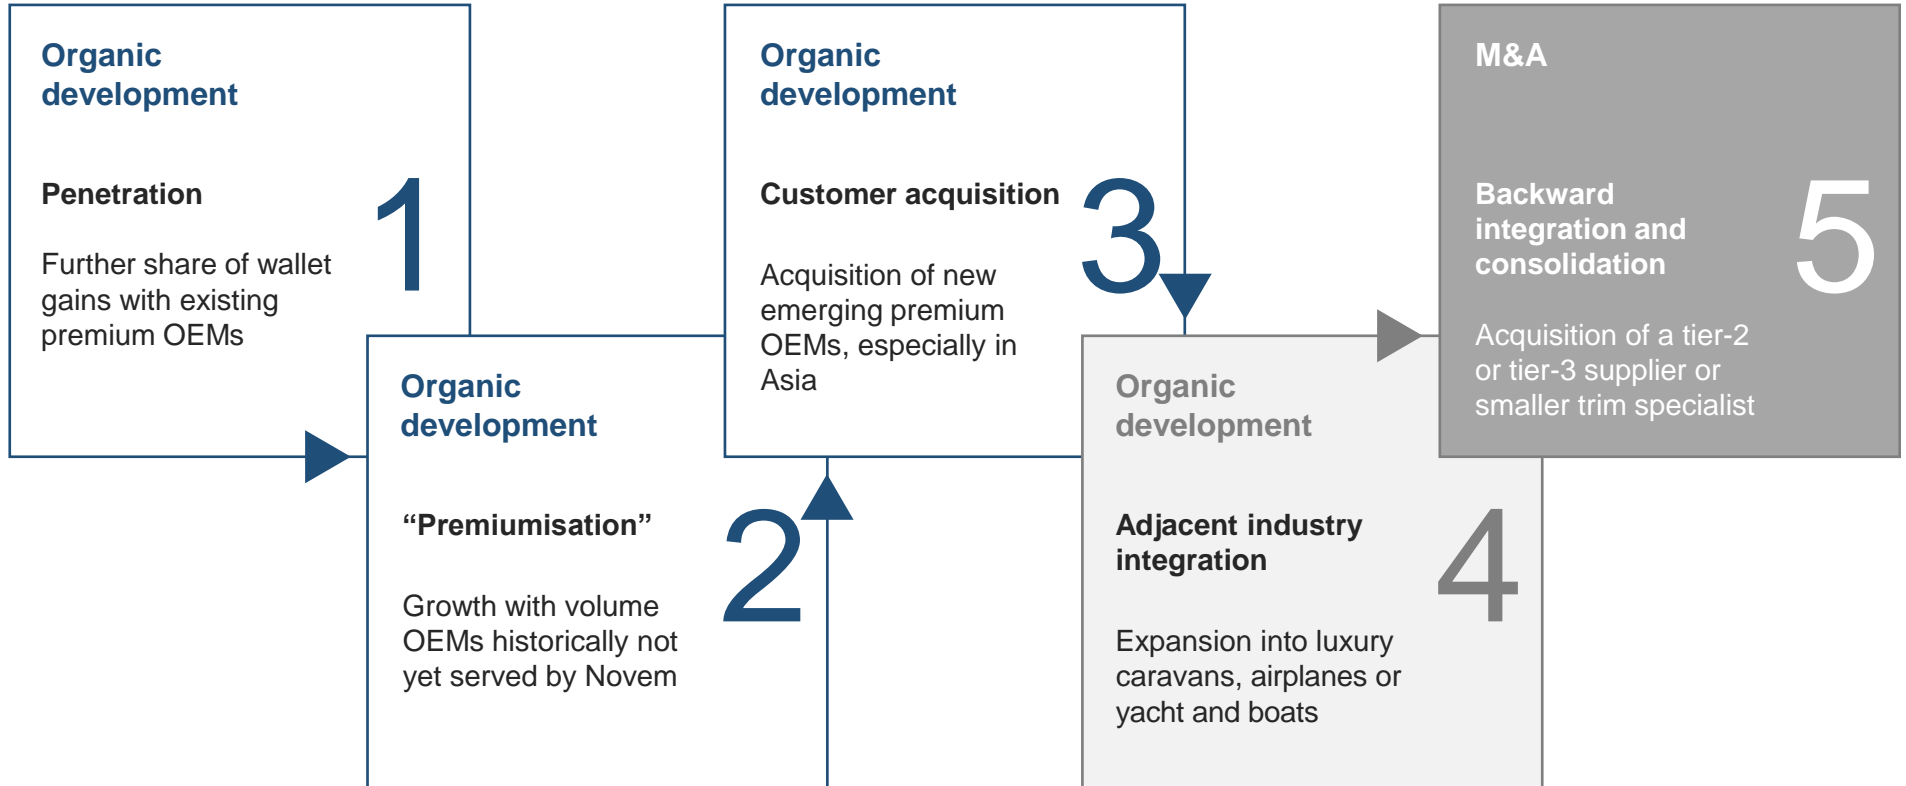 Organic
development
Penetration
1
Further share of wallet
gains with existing
premium OEMs
Organic
development
“Premiumisation”
2
Growth with volume
OEMs historically not
yet served by Novem
Organic
development
Customer acquisition
3
Acquisition of new
emerging premium
OEMs, especially in
Asia
Organic
development
Adjacent industry
integration
4
Expansion into luxury
caravans, airplanes or
yacht and boats
M&A
Backward
integration and
consolidation
5
Acquisition of a tier-2
or tier-3 supplier or
smaller trim specialist